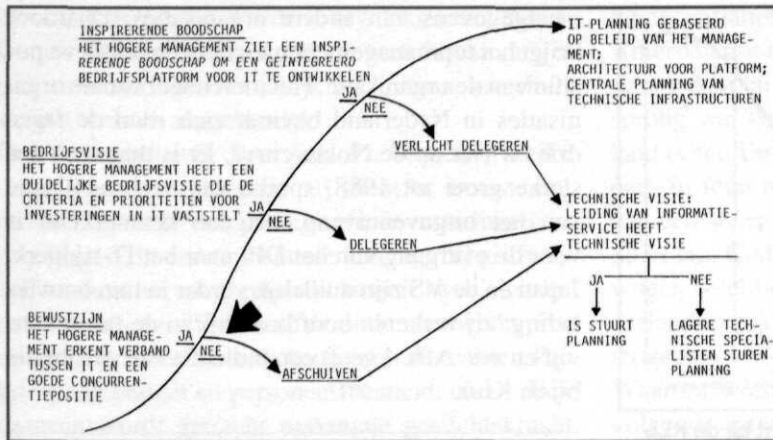 INSPIRERENDE BOODSCHAP
HET HOGERE MANAGEMENT ZIET EEN INSPI-
RERENDE BOODSCHAP OM EEN GEÏNTEGREERD
BEDRIJFSPLATFORM VOOR IT TE ONTWIKKELEN
JA
NEE
VERLICHT DELEGEREN
IT-PLANNING GEBASEERD
OP BELEID VAN HET MANAGE-
MENT;
ARCHITECTUUR VOOR PLATFORM;
CENTRALE PLANNING VAN
TECHNISCHE INFRASTRUCTUREN
BEDRIJFSVISIE
HET HOGERE MANAGEMENT HEEFT EEN
DUIDELIJKE BEDRIJFSVISIE DIE DE
CRITERIA EN PRIORITEITEN VOOR
INVESTERINGEN IN IT VASTSTELT
JA
NEE
DELEGEREN
TECHNISCHE VISIE:
LEIDING VAN INFORMATIE-
SERVICE HEEFT
TECHNISCHE VISIE
JA
NEE
IS STUURT
PLANNING
LAGERE TECH-
NISCHE SPECIA-
LISTEN STUREN
PLANNING
BEWUSTZIJN
HET HOGERE MANAGE-
MENT ERKENT VERBAND
TUSSEN IT EN EEN
GOEDE CONCURREN-
TIEPOSITIE
JA
NEE
AFSCHUIVEN